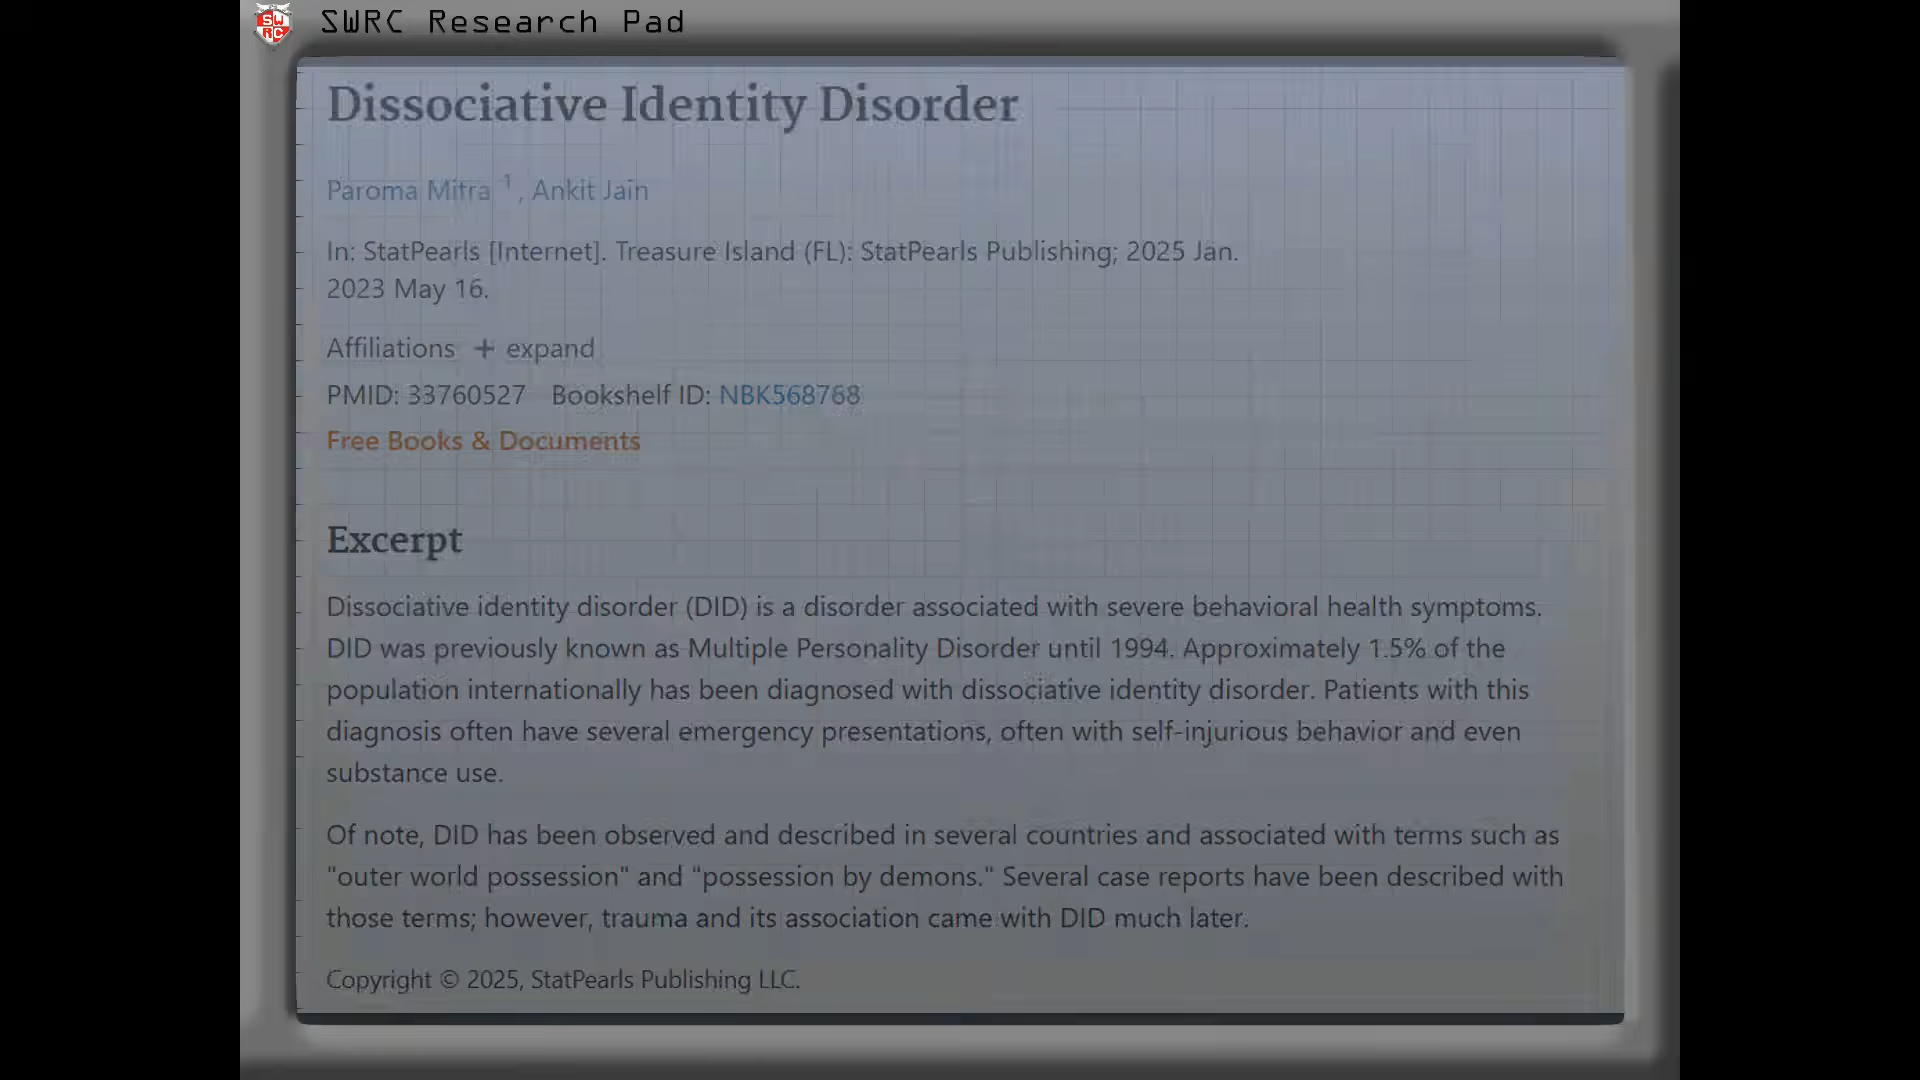 SW
RC
SWRC Research Pad
Dissociative Identity Disorder
Paroma Mitra 1, Ankit Jain
In: StatPearls [Internet]. Treasure Island (FL): StatPearls Publishing; 2025 Jan.
2023 May 16.
Affiliations + expand
PMID: 33760527 Bookshelf ID: NBK568768
Free Books & Documents
Excerpt
Dissociative identity disorder (DID) is a disorder associated with severe behavioral health symptoms.
DID was previously known as Multiple Personality Disorder until 1994. Approximately 1.5% of the
population internationally has been diagnosed with dissociative identity disorder. Patients with this
diagnosis often have several emergency presentations, often with self-injurious behavior and even
substance use.
Of note, DID has been observed and described in several countries and associated with terms such as
"outer world possession" and "possession by demons." Several case reports have been described with
those terms; however, trauma and its association came with DID much later.
Copyright © 2025, StatPearls Publishing LLC.